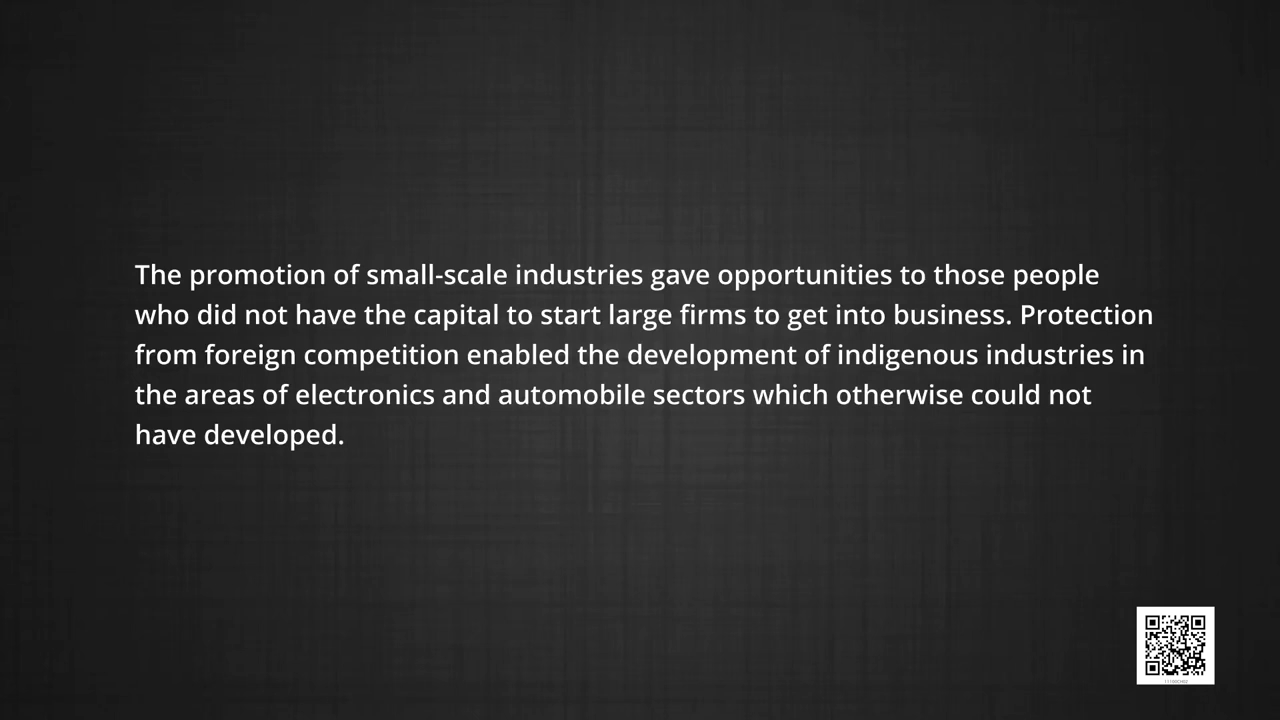 The promotion of small-scale industries gave opportunities to those people
who did not have the capital to start large firms to get into business. Protection
from foreign competition enabled the development of indigenous industries in
the areas of electronics and automobile sectors which otherwise could not
have developed.